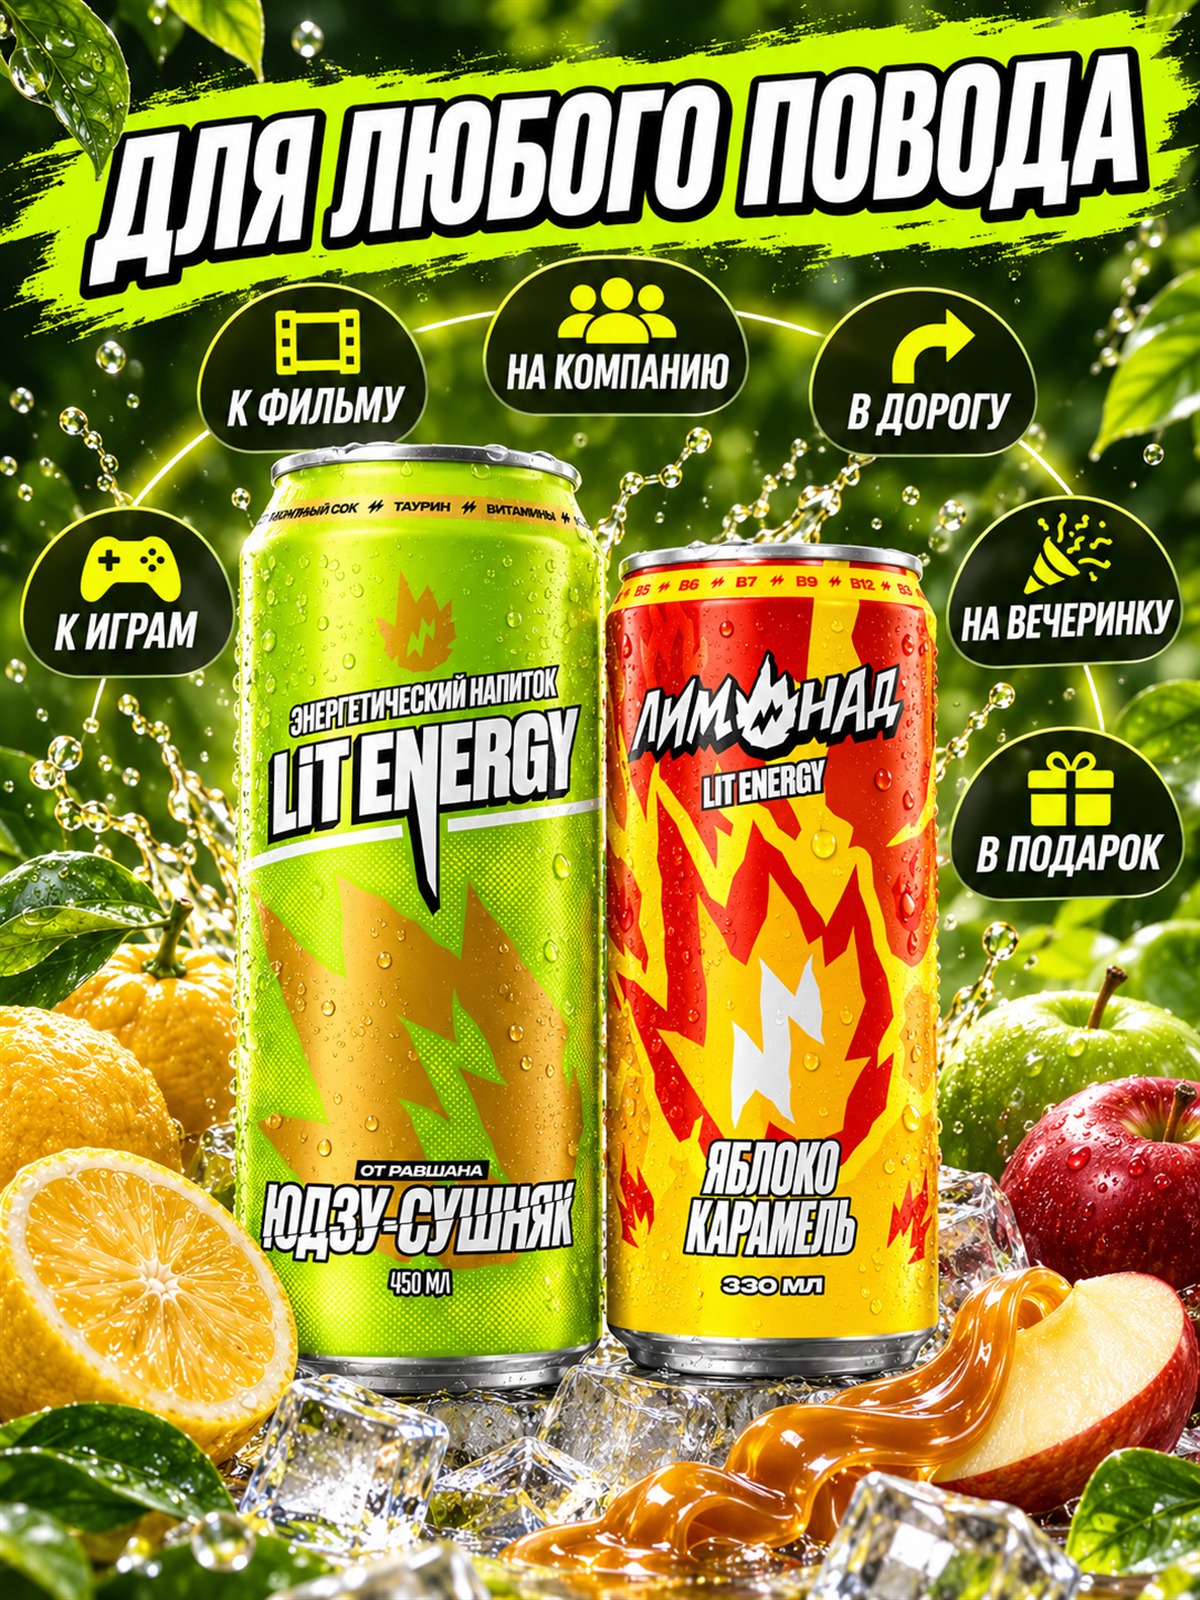 ДЛЯ ЛЮБОГО ПОВОДА
К ФИЛЬМУ
НА КОМПАНИЮ
В ДОРОГУ
К ИГРАМ
НА ВЕЧЕРИНКУ
В ПОДАРОК
СОК ТАУРИН ВИТАМИНЫ
ЭНЕРГЕТИЧЕСКИЙ НАПИТОК
LIT ENERGY
ОТ РАВШАНА
ЮДЗУ-СУШНЯК
450 МЛ
B5 B6 B7 B9 B12 B3
ЛИМОНАД
LIT ENERGY
ЯБЛОКО
КАРАМЕЛЬ
330 МЛ